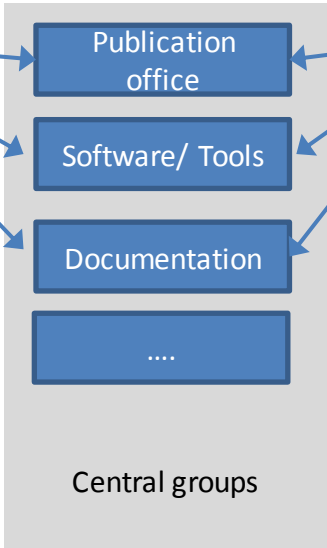 Publication
office
Software/ Tools
Documentation
....
Central groups